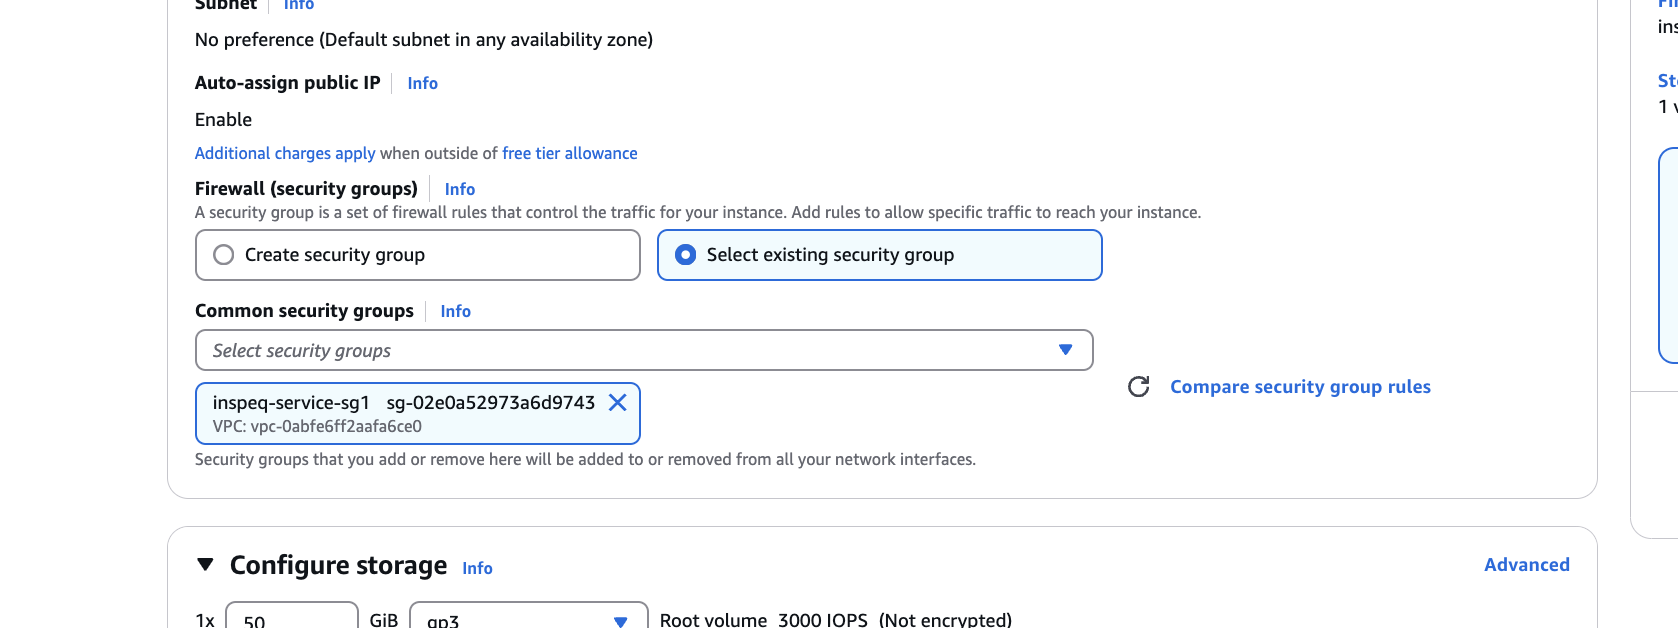 Subnet Info
No preference (Default subnet in any availability zone)
Auto-assign public IP Info
Enable
Additional charges apply when outside of free tier allowance
Firewall (security groups) Info
A security group is a set of firewall rules that control the traffic for your instance. Add rules to allow specific traffic to reach your instance.
Create security group
Select existing security group
Common security groups Info
Select security groups
Compare security group rules
inspeq-service-sg1 sg-02e0a52973a6d9743
VPC: vpc-0abfe6ff2aafa6ce0
Security groups that you add or remove here will be added to or removed from all your network interfaces.
Configure storage Info
Advanced
1x 50 GiB gp3 Root volume 3000 IOPS (Not encrypted)